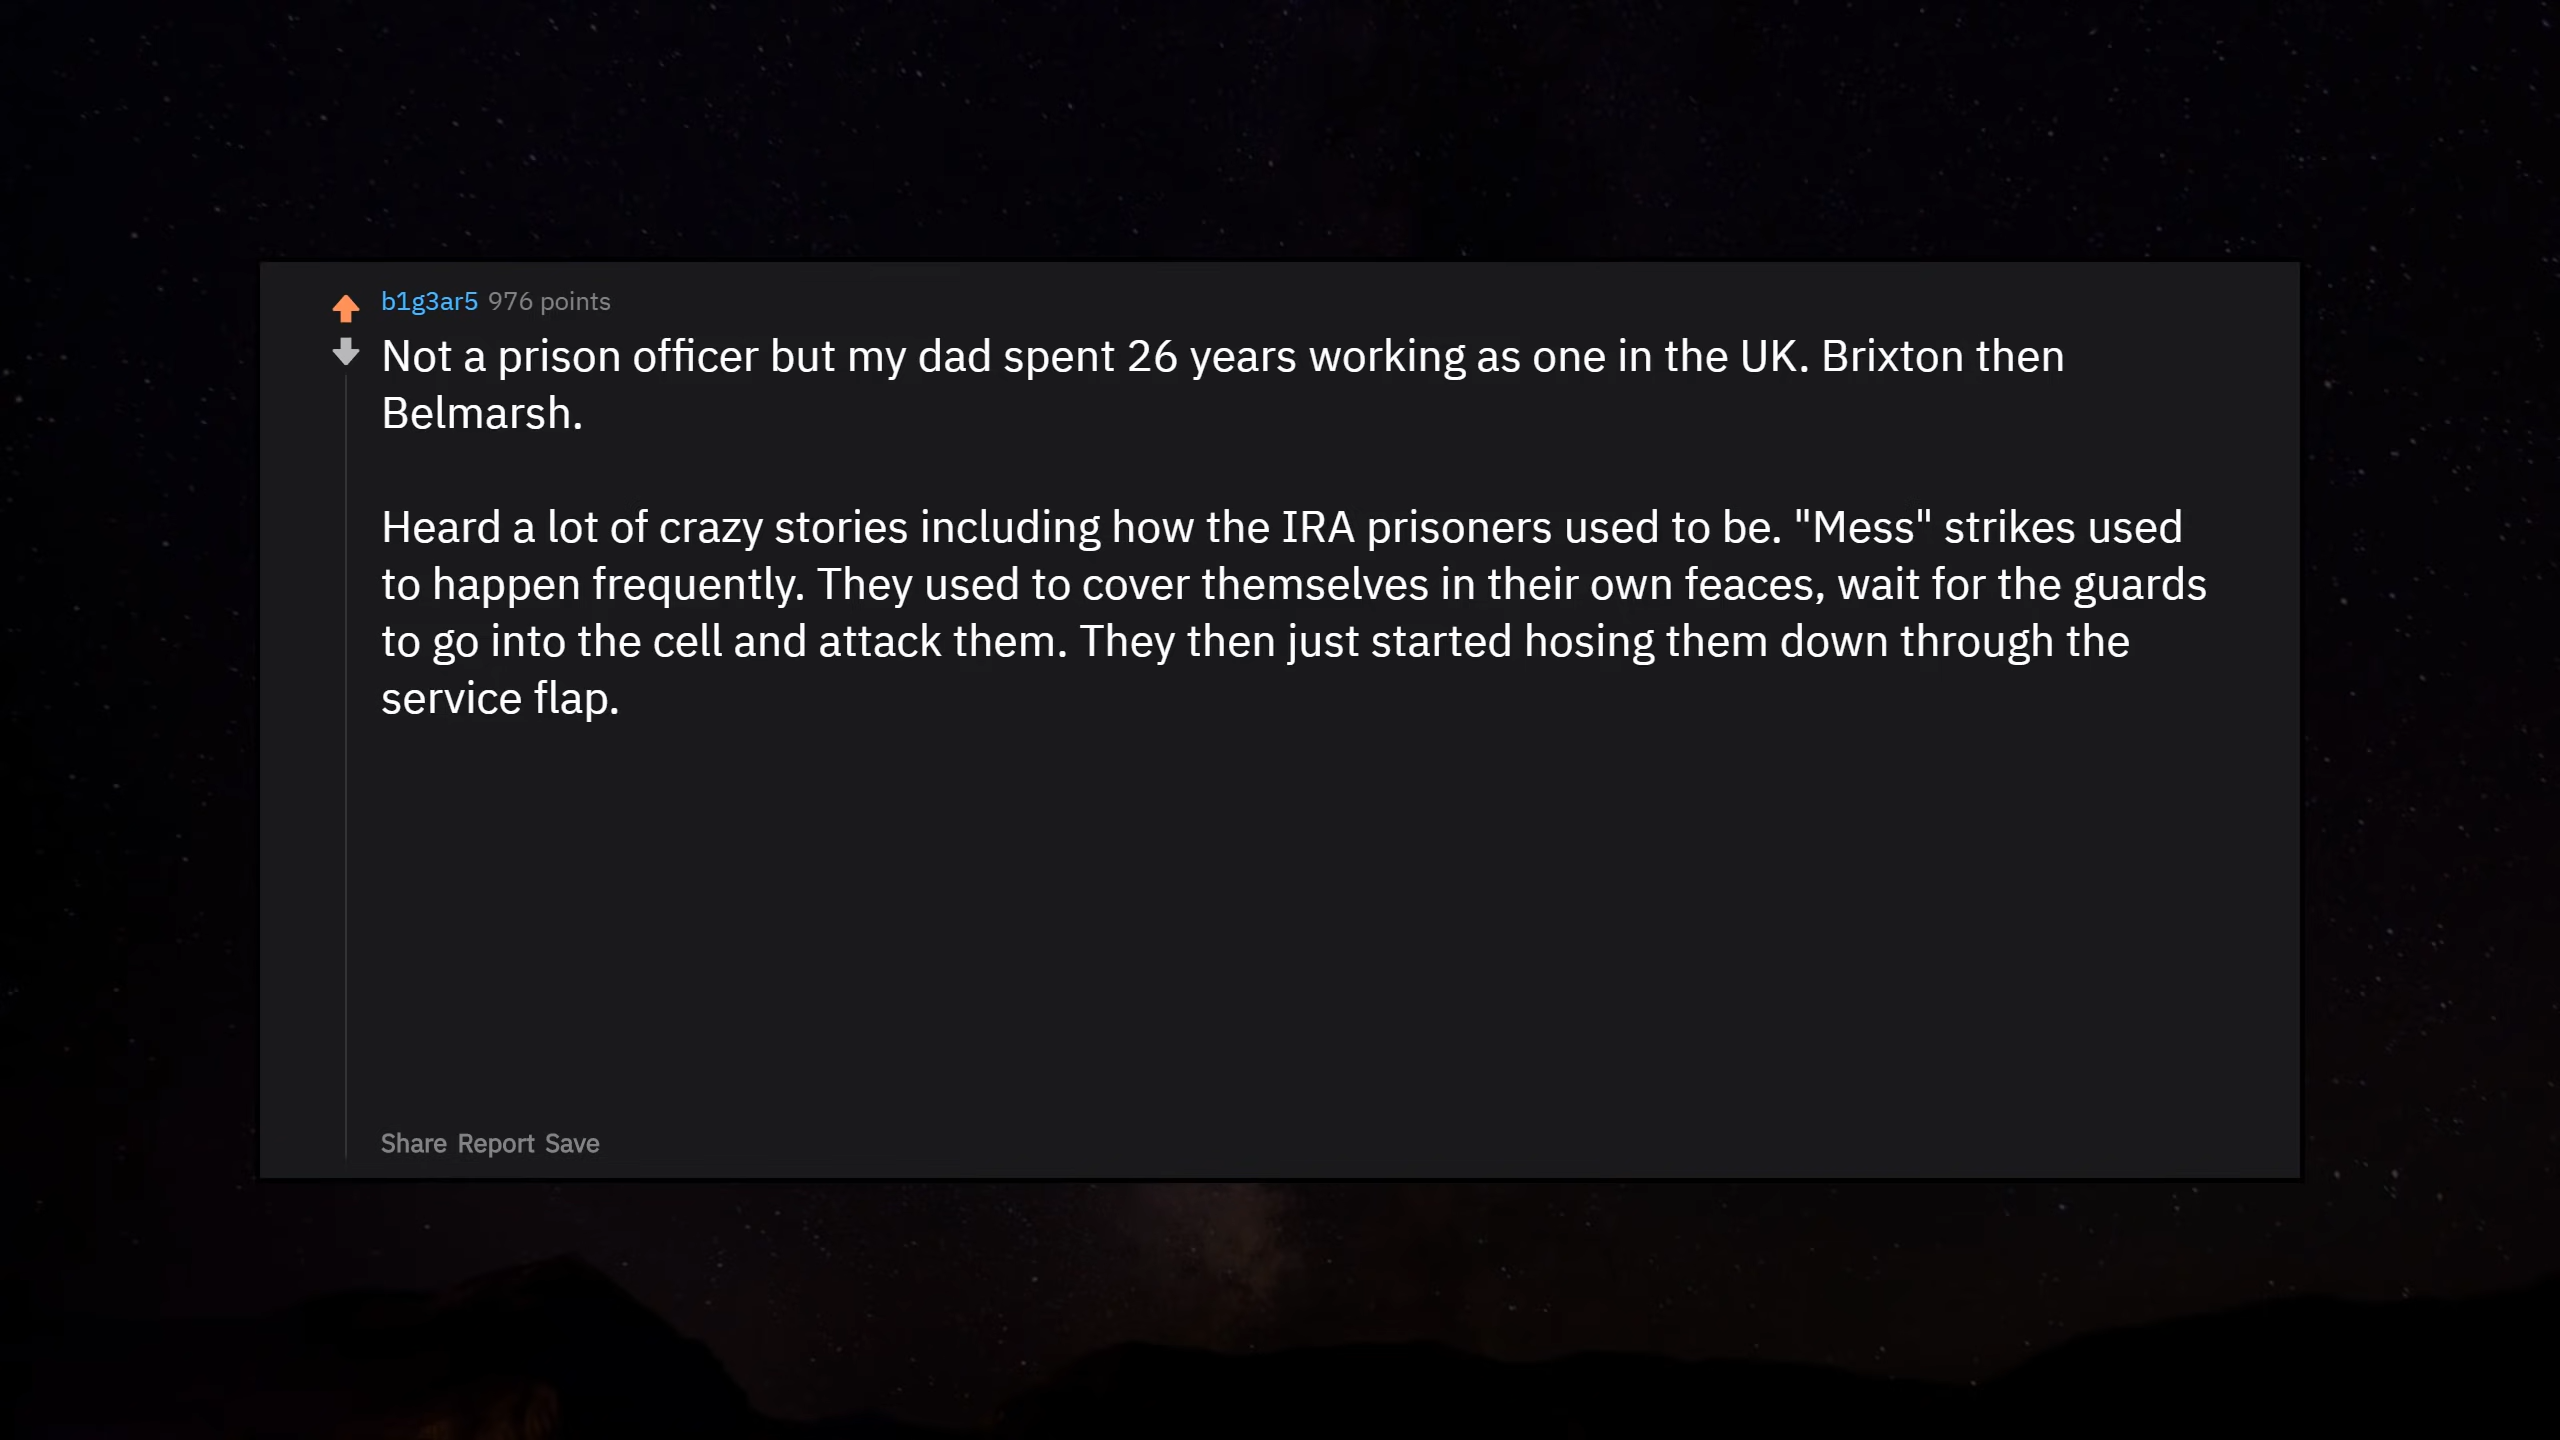 b1g3ar5 976 points
Not a prison officer but my dad spent 26 years working as one in the UK. Brixton then
Belmarsh.
Heard a lot of crazy stories including how the IRA prisoners used to be. "Mess" strikes used
to happen frequently. They used to cover themselves in their own feaces, wait for the guards
to go into the cell and attack them. They then just started hosing them down through the
service flap.
Share Report Save